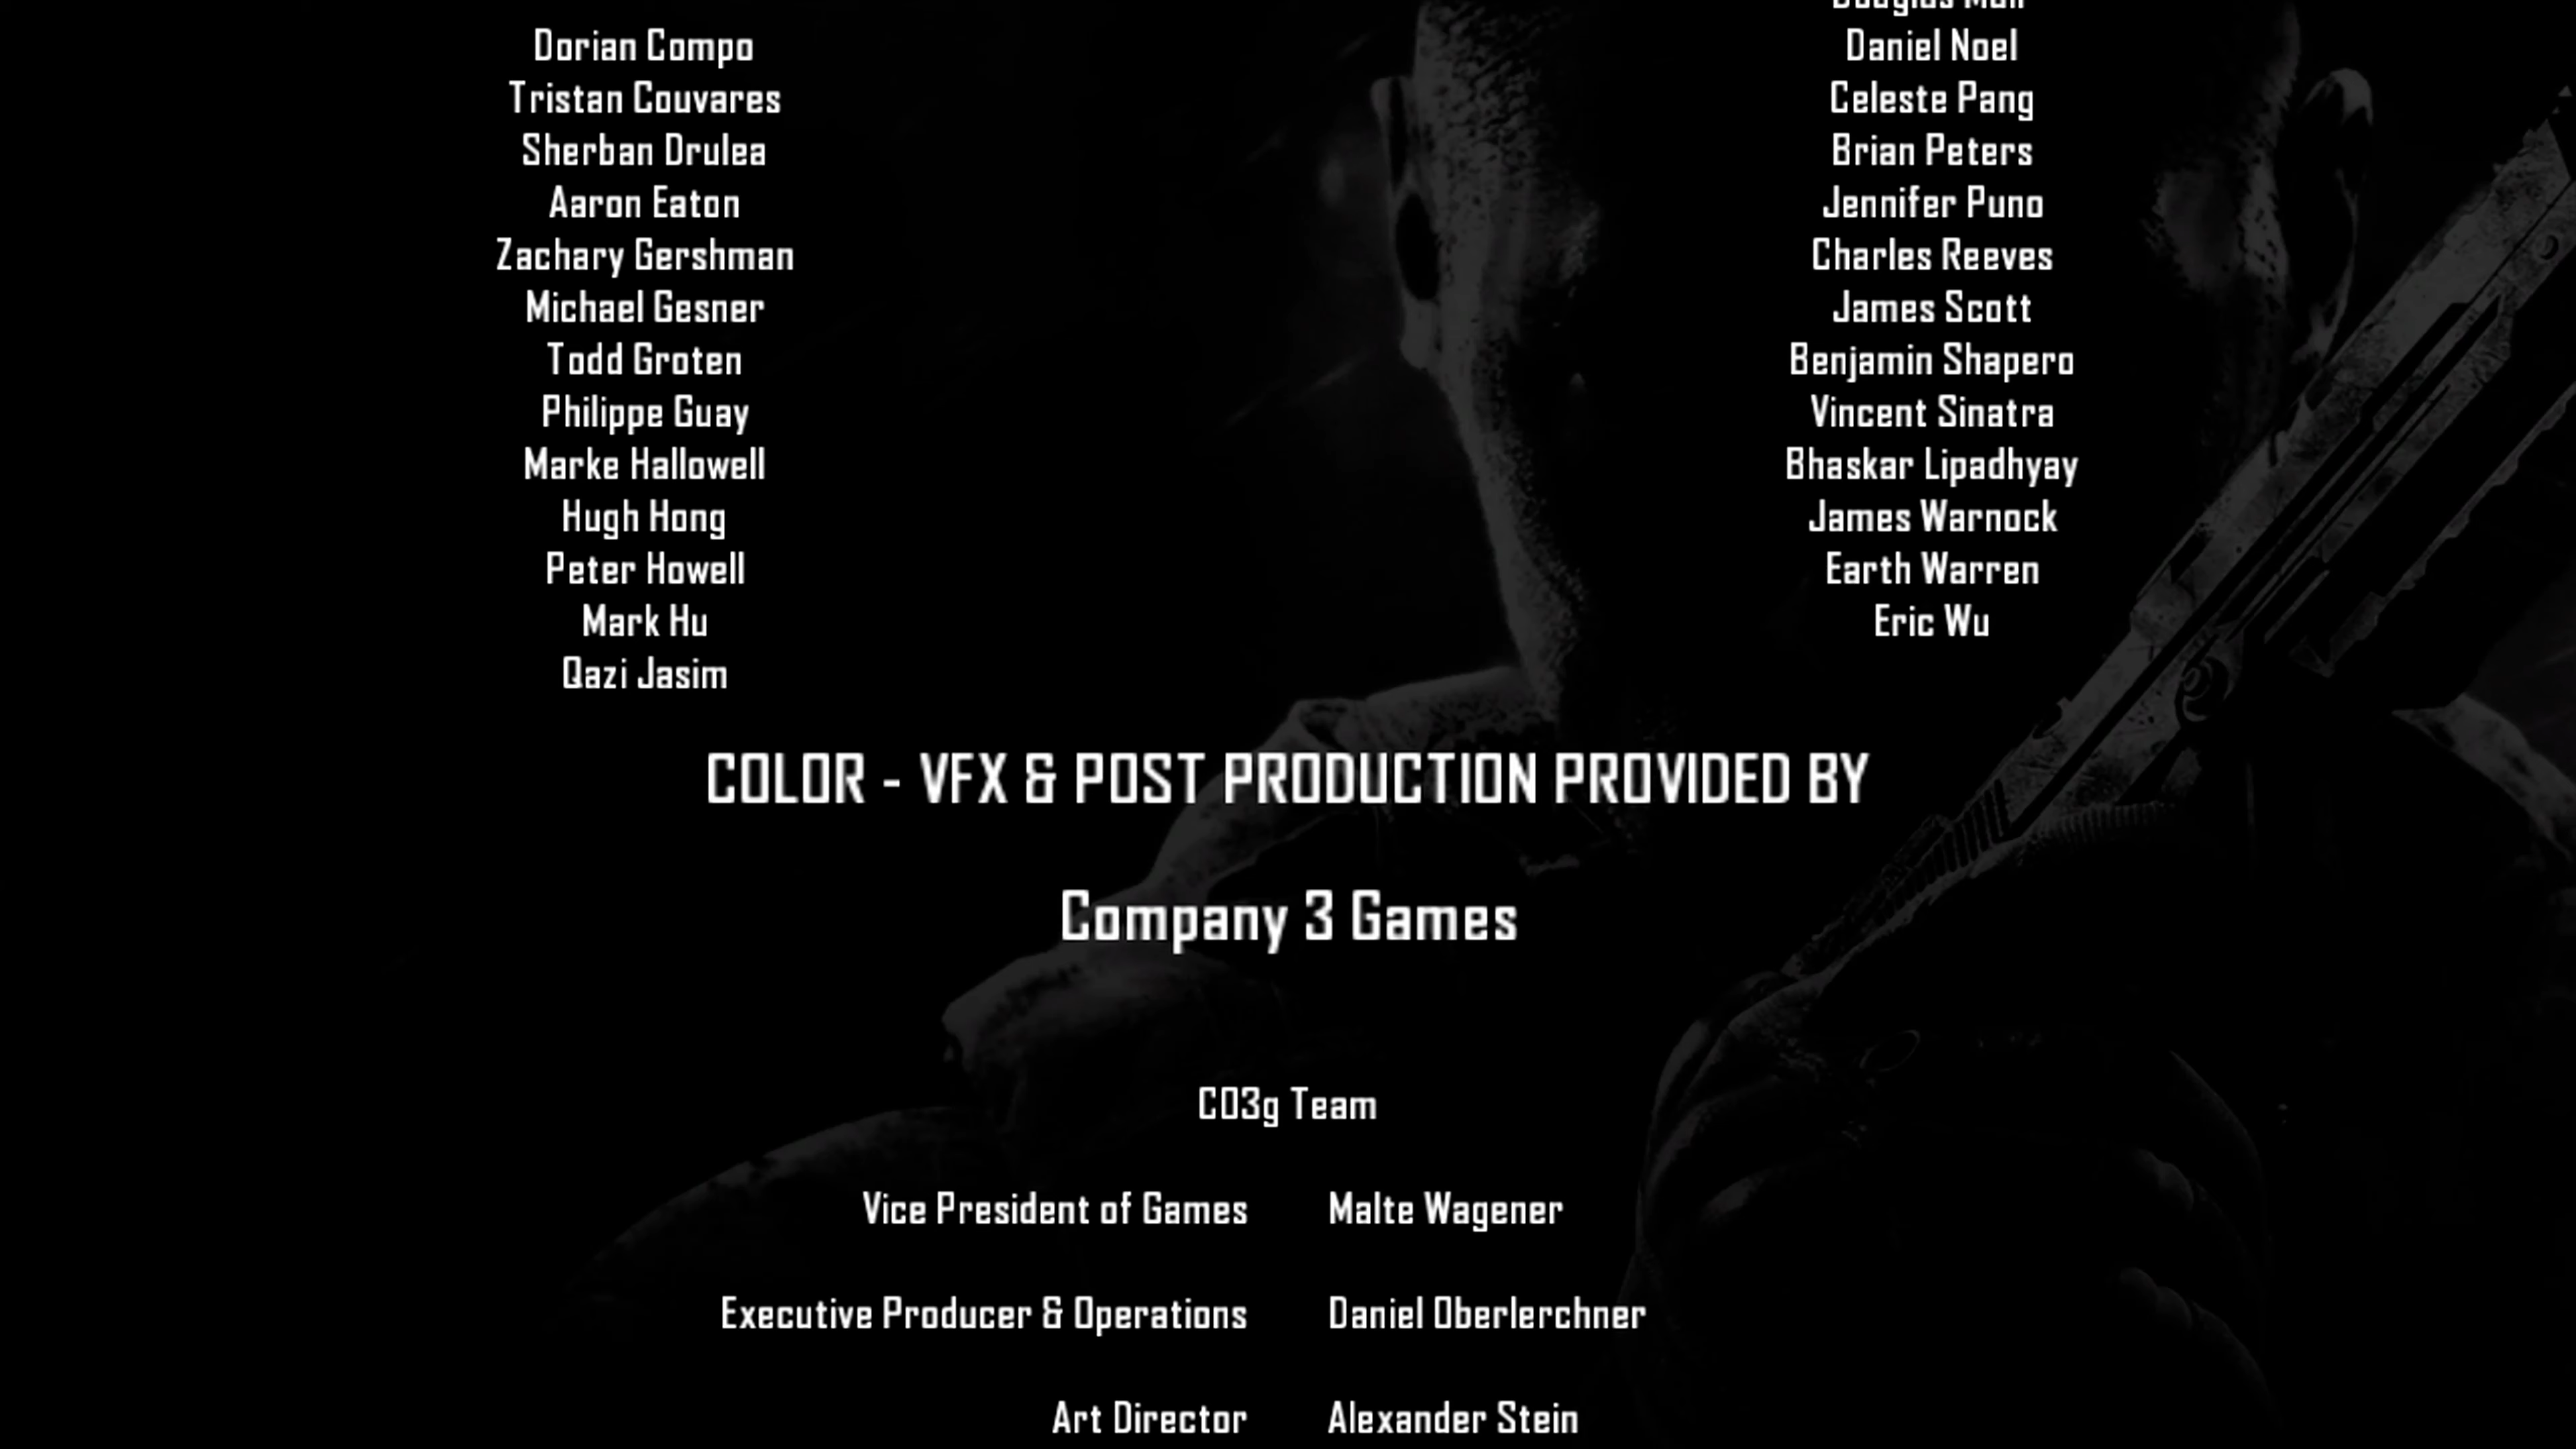 Dorian Compo
Tristan Couvares
Sherban Drulea
Aaron Eaton
Zachary Gershman
Michael Gesner
Todd Groten
Philippe Guay
Marke Hallowell
Hugh Hong
Peter Howell
Mark Hu
Qazi Jasim
Daniel Noel
Celeste Pang
Brian Peters
Jennifer Puno
Charles Reeves
James Scott
Benjamin Shapero
Vincent Sinatra
Bhaskar Lipadhyay
James Warnock
Earth Warren
Eric Wu
COLOR - VFX & POST PRODUCTION PROVIDED BY
Company 3 Games
CO3g Team
Vice President of Games Malte Wagener
Executive Producer & Operations Daniel Oberlerchner
Art Director Alexander Stein